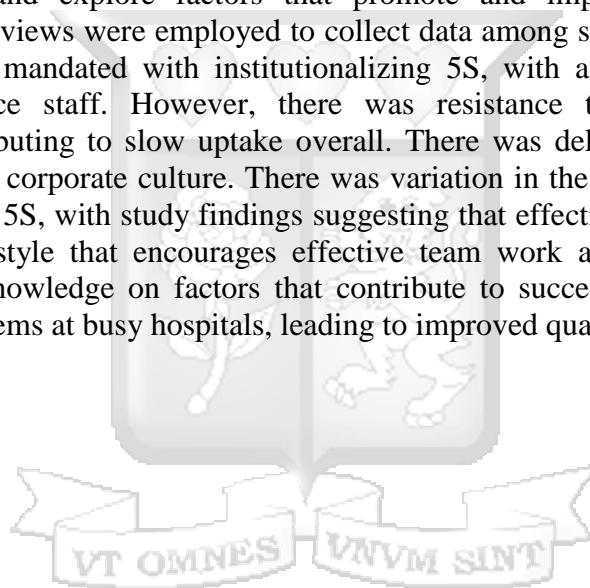 and explore factors that promote and imp
views were employed to collect data among s
mandated with institutionalizing 5S, with a
ce staff. However, there was resistance t
buting to slow uptake overall. There was del
corporate culture. There was variation in the
5S, with study findings suggesting that effecti
style that encourages effective team work a
nowledge on factors that contribute to succe
ems at busy hospitals, leading to improved qua
VT OMNES VNVM SINT